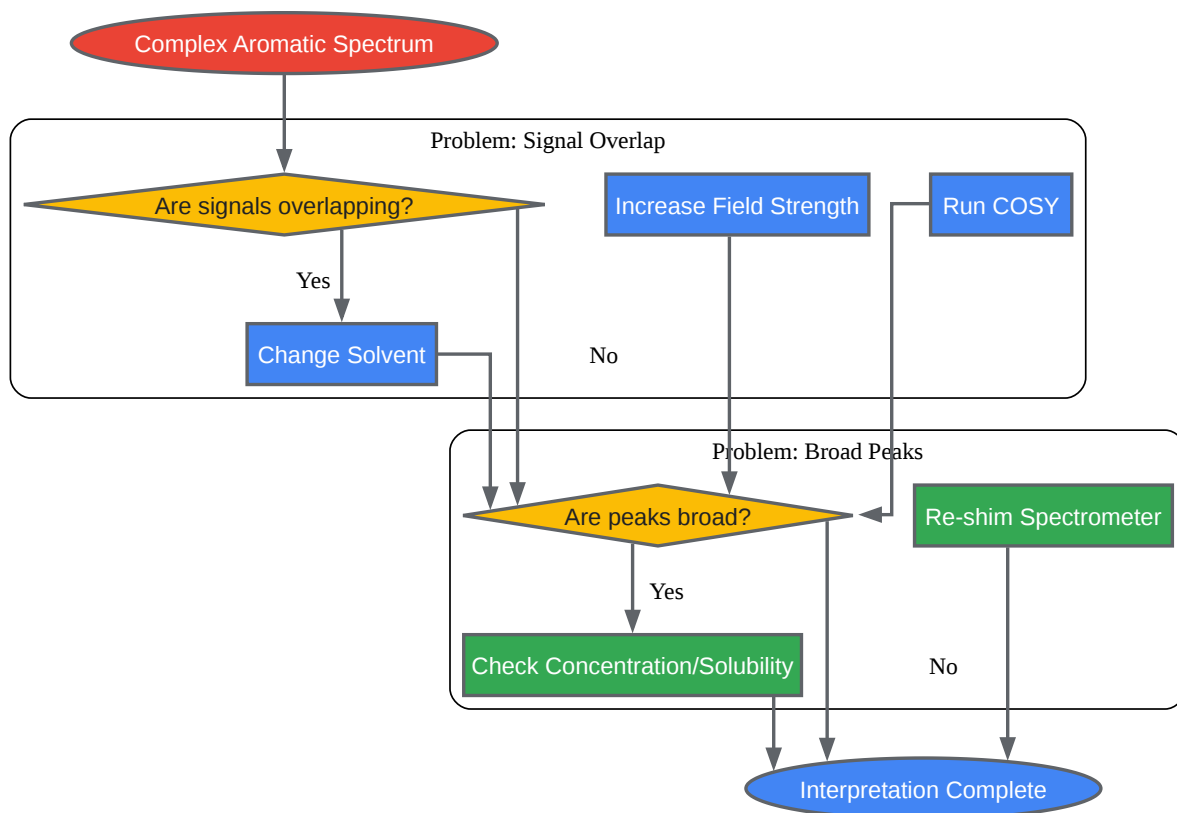 Complex Aromatic Spectrum
Problem: Signal Overlap
Are signals overlapping?
Increase Field Strength
Run COSY
Yes
Change Solvent
No
Problem: Broad Peaks
Are peaks broad?
Re-shim Spectrometer
Yes
Check Concentration/Solubility
No
Interpretation Complete